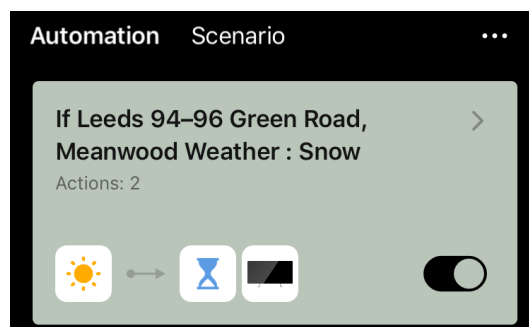 Automation Scenario
If Leeds 94–96 Green Road,
Meanwood Weather : Snow
Actions: 2